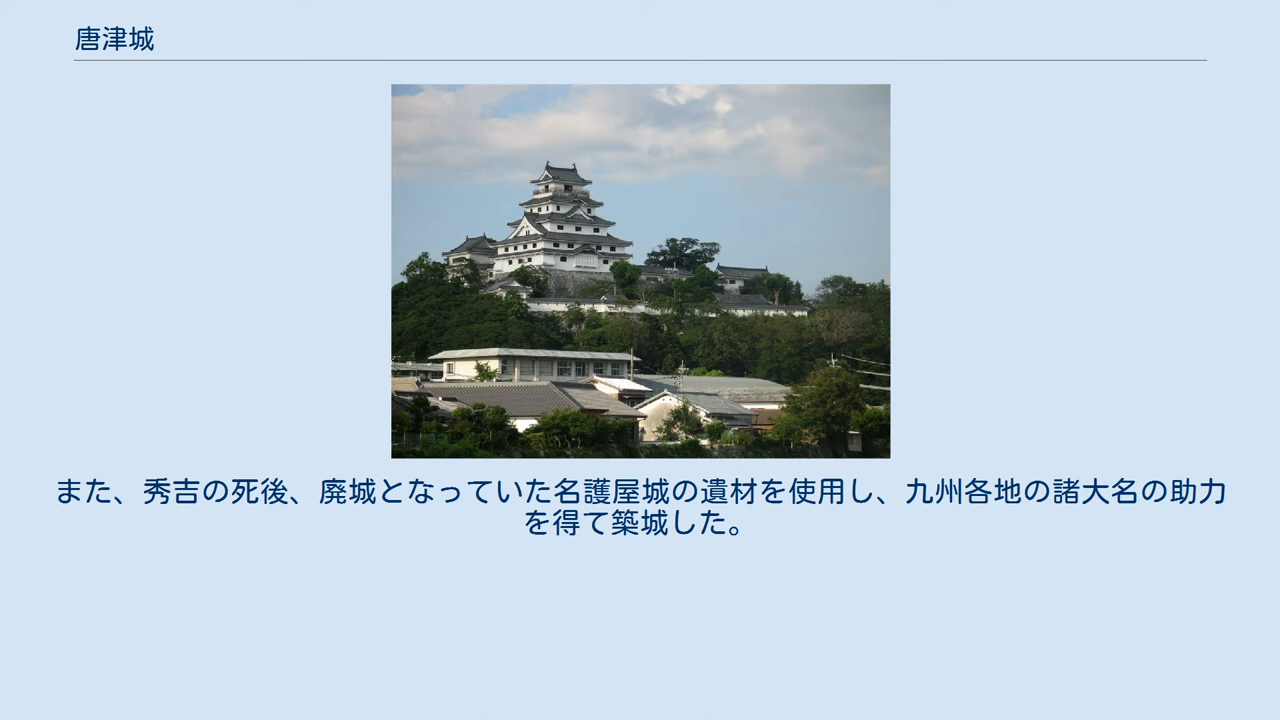 唐津城
また、秀吉の死後、廃城となっていた名護屋城の遺材を使用し、九州各地の諸大名の助力
を得て築城した。